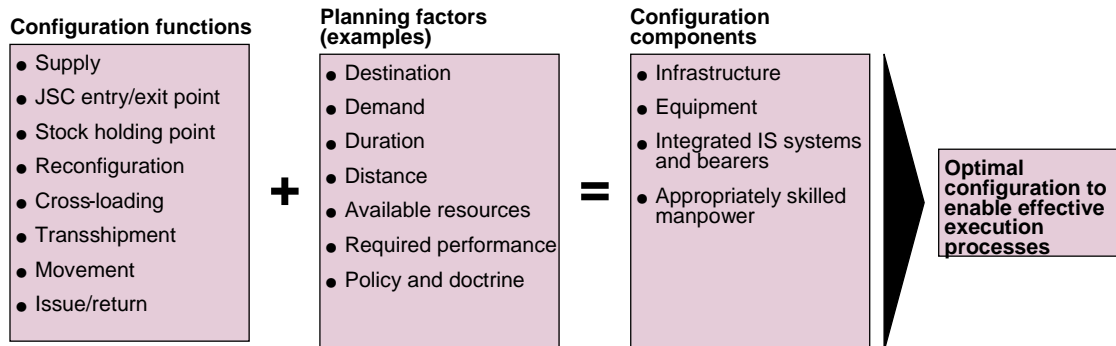 Configuration functions
● Supply
● JSC entry/exit point
● Stock holding point
● Reconfiguration
● Cross-loading
● Transshipment
● Movement
● Issue/return
+
Planning factors
(examples)
● Destination
● Demand
● Duration
● Distance
● Available resources
● Required performance
● Policy and doctrine
=
Configuration
components
● Infrastructure
● Equipment
● Integrated IS systems
and bearers
● Appropriately skilled
manpower
Optimal
configuration to
enable effective
execution
processes